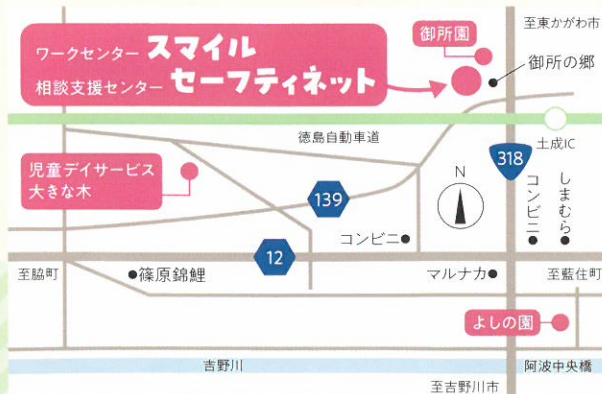 ワークセンター スマイル
相談支援センター セーフティネット
御所園
至東かがわ市
御所の郷
徳島自動車道
土成IC
児童デイサービス
大きな木
318
139
N
コンビニ
しまむら
コンビニ
12
至脇町
篠原錦鯉
マルナカ
至藍住町
よしの園
吉野川
阿波中央橋
至吉野川市